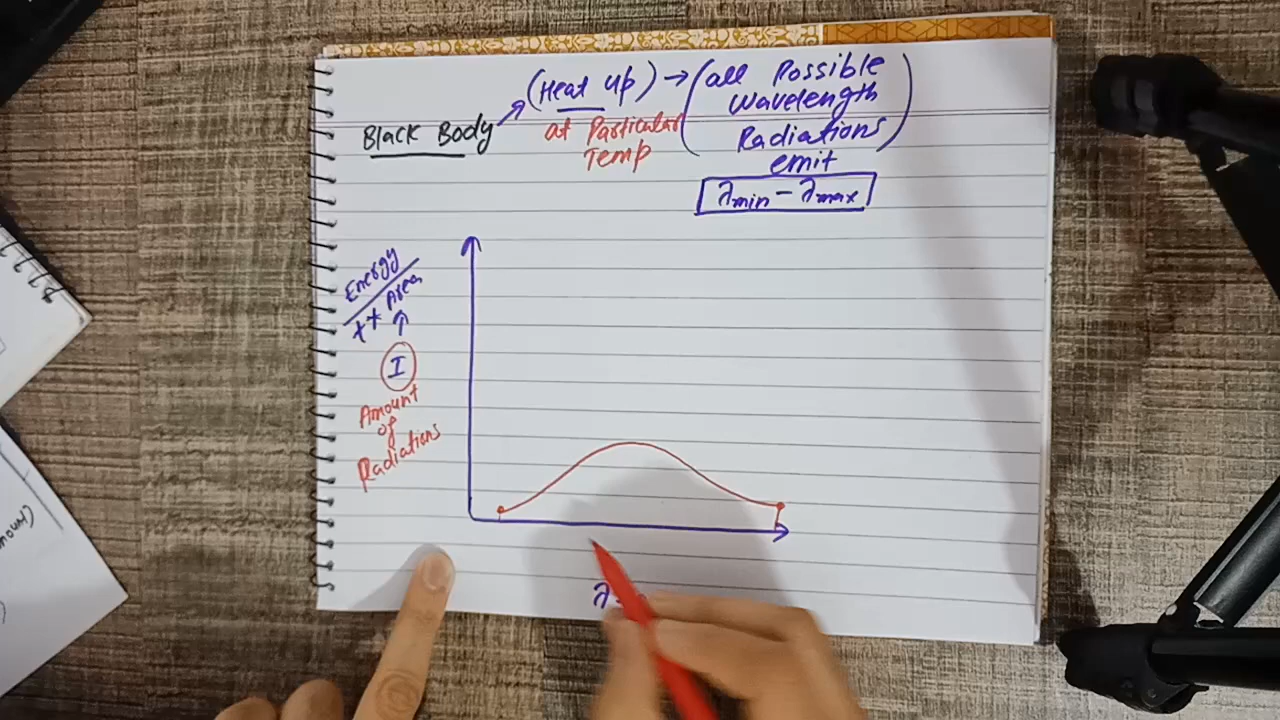 (Heat up) → (all Possible
Wavelength
Radiations
emit
Black Body
at Particular
Temp
λmin - λmax
Energy
t * Area
I
Amount
of
Radiations
λ